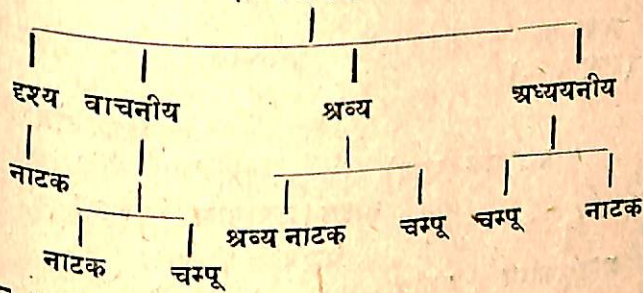 दृश्य वाचनीय श्रव्य अध्ययनीय
नाटक
श्रव्य नाटक चम्पू चम्पू नाटक
नाटक चम्पू